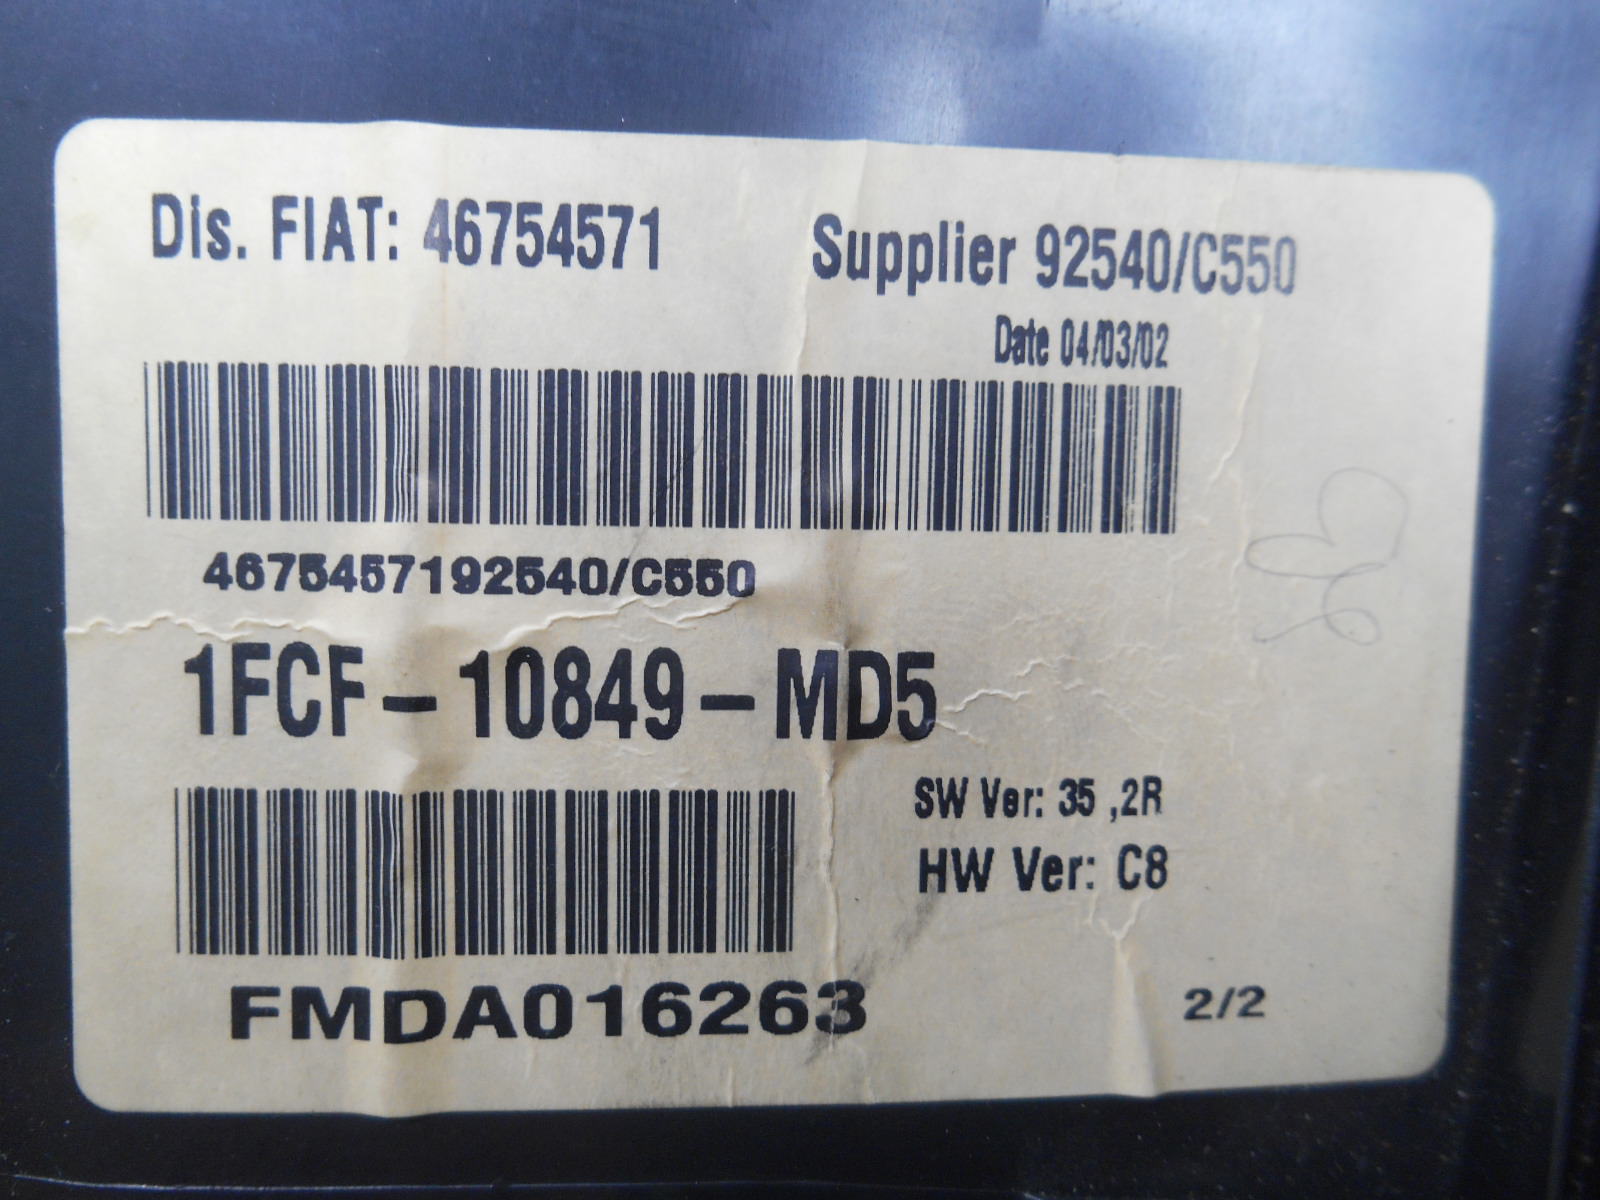 Dis. FIAT: 46754571 Supplier 92540/C550
Date 04/03/02
4675457192540/C550
1FCF-10849-MD5
SW Ver: 35 ,2R
HW Ver: C8
FMDA016263 2/2